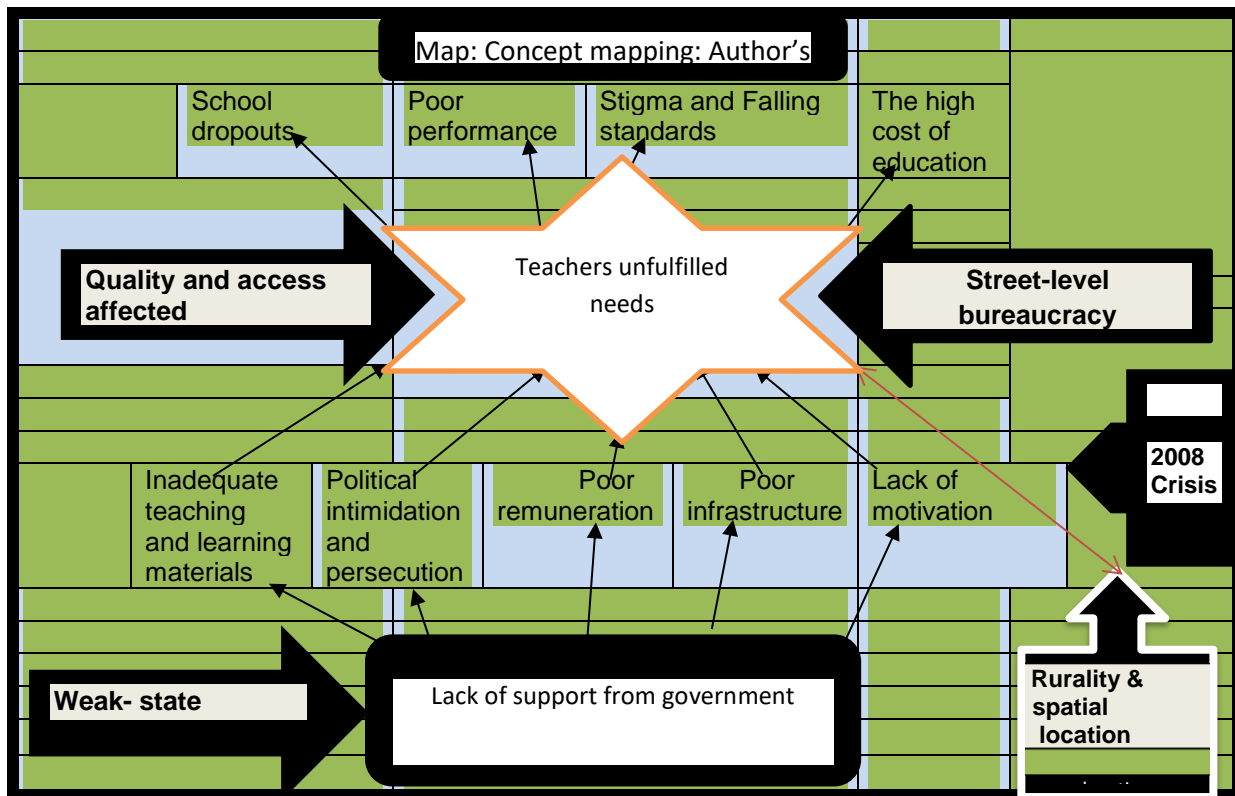 Map: Concept mapping: Author's
School
dropouts
Poor
performance
Stigma and Falling
standards
The high
cost of
education
Quality and access
affected
Teachers unfulfilled
needs
Street-level
bureaucracy
2008
Crisis
Inadequate
teaching
and learning
materials
Political
intimidation
and
persecution
Poor
remuneration
Poor
infrastructure
Lack of
motivation
Weak- state
Lack of support from government
Rurality &
spatial
location